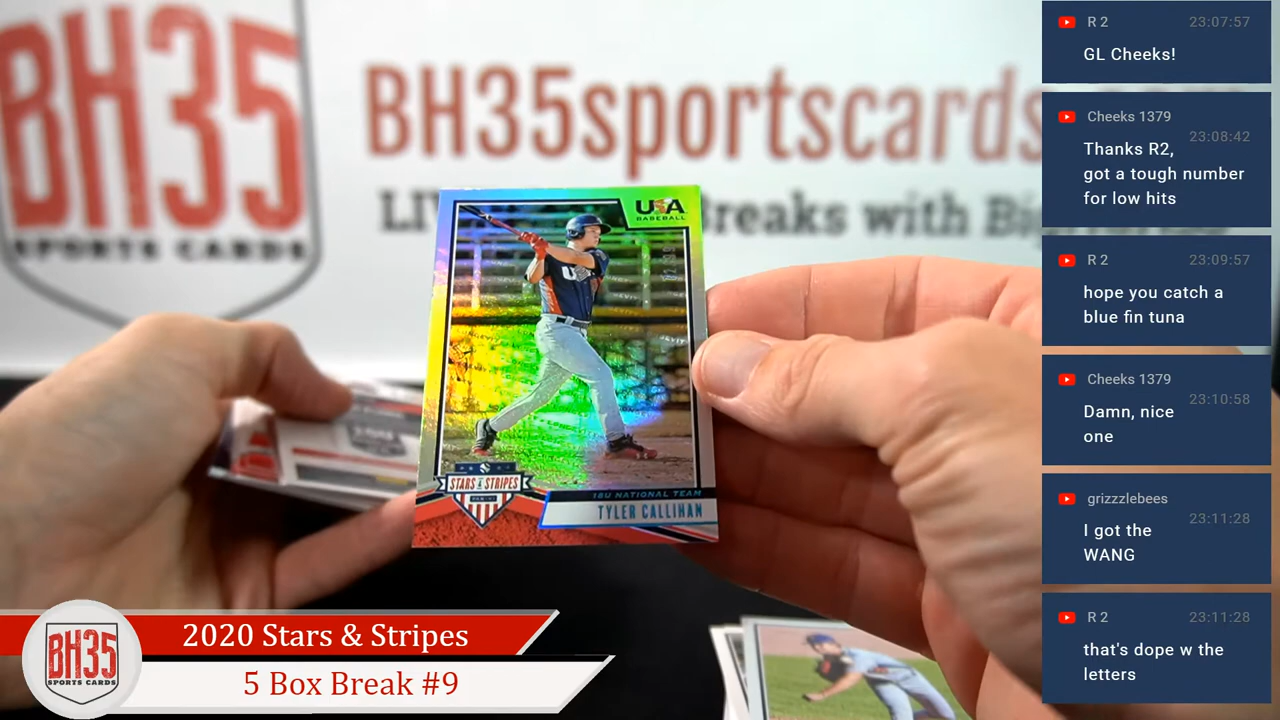 BH35
SPORTS CARDS
BH35sportscards
LIV
reaks with Big
USA
BASEBALL
STARS & STRIPES
PANINI
18U NATIONAL TEAM
TYLER CALLIHAN
BH35
SPORTS CARDS
2020 Stars & Stripes
5 Box Break #9
R 2
23:07:57
GL Cheeks!
Cheeks 1379
23:08:42
Thanks R2,
got a tough number
for low hits
R 2
23:09:57
hope you catch a
blue fin tuna
Cheeks 1379
23:10:58
Damn, nice
one
grizzzlebees
23:11:28
I got the
WANG
R 2
23:11:28
that's dope w the
letters